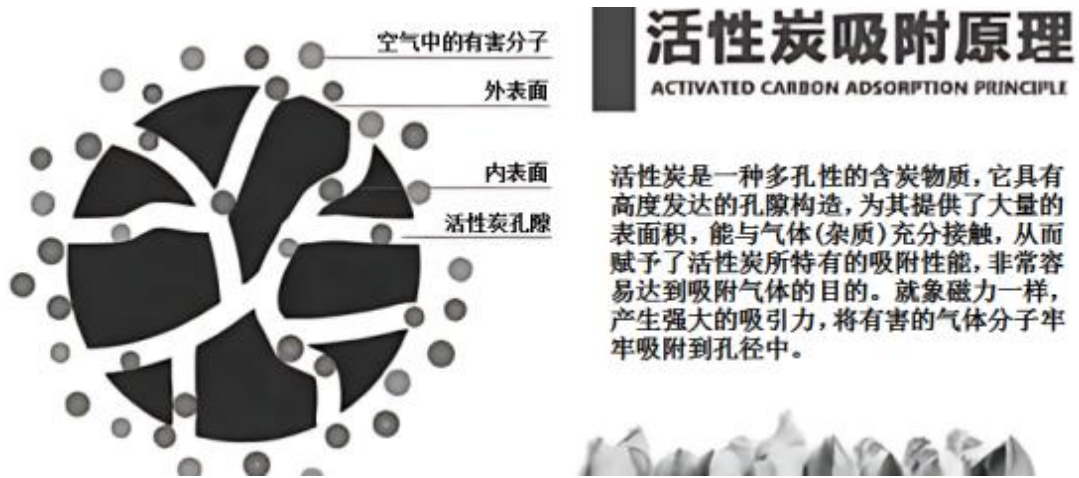 空气中的有害分子
外表面
内表面
活性炭孔隙
活性炭吸附原理
ACTIVATED CARBON ADSORPTION PRINCIPLE
活性炭是一种多孔性的含炭物质，它具有
高度发达的孔隙构造，为其提供了大量的
表面积，能与气体(杂质)充分接触，从而
赋予了活性炭所特有的吸附性能，非常容
易达到吸附气体的目的。就象磁力一样，
产生强大的吸引力，将有害的气体分子牢
牢吸附到孔径中。